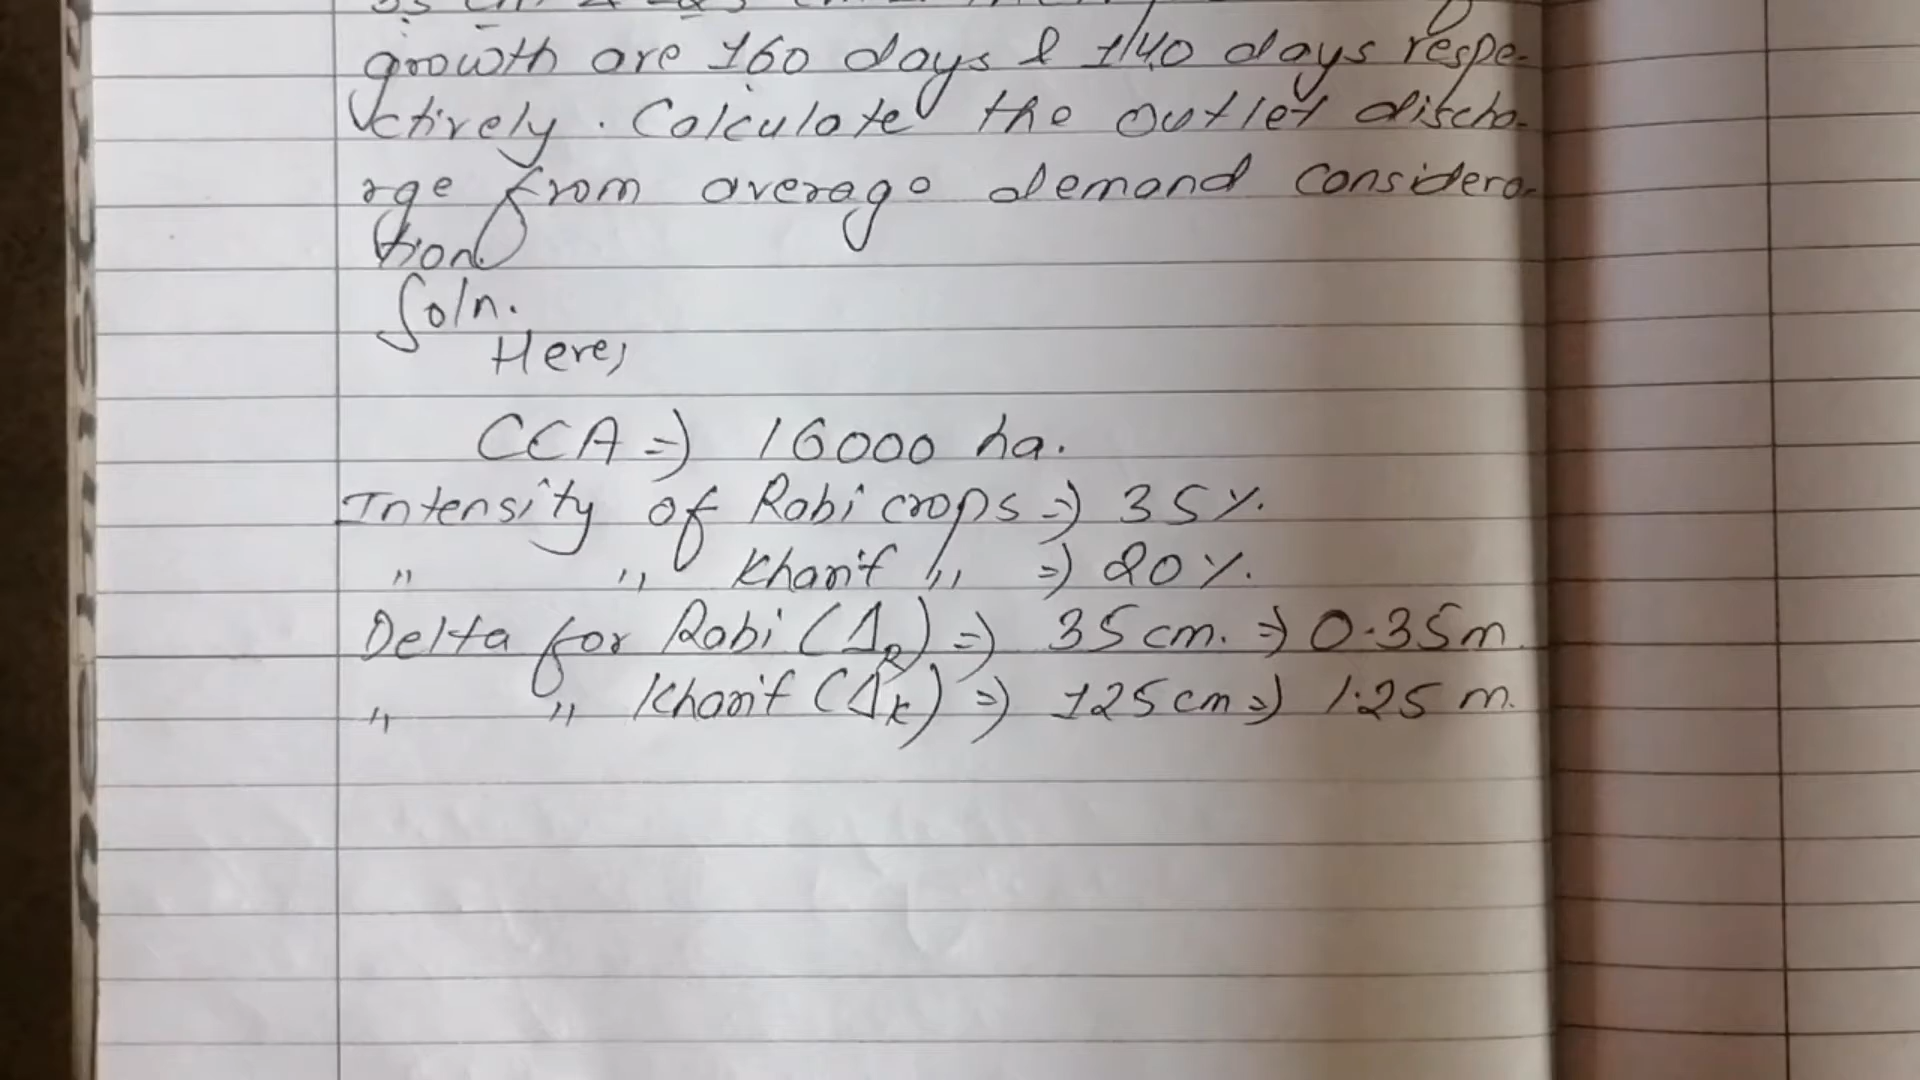 growth are 160 days & 140 days respe-
ctively. Calculate the outlet discha-
rge from average demand considera-
tion.
Soln.
Here,
CCA => 16000 ha.
Intensity of Rabi crops => 35%.
" " Kharif " => 20%.
Delta for Rabi (ΔR) => 35 cm. => 0.35m.
" " Kharif (Δk) => 125 cm => 1.25 m.